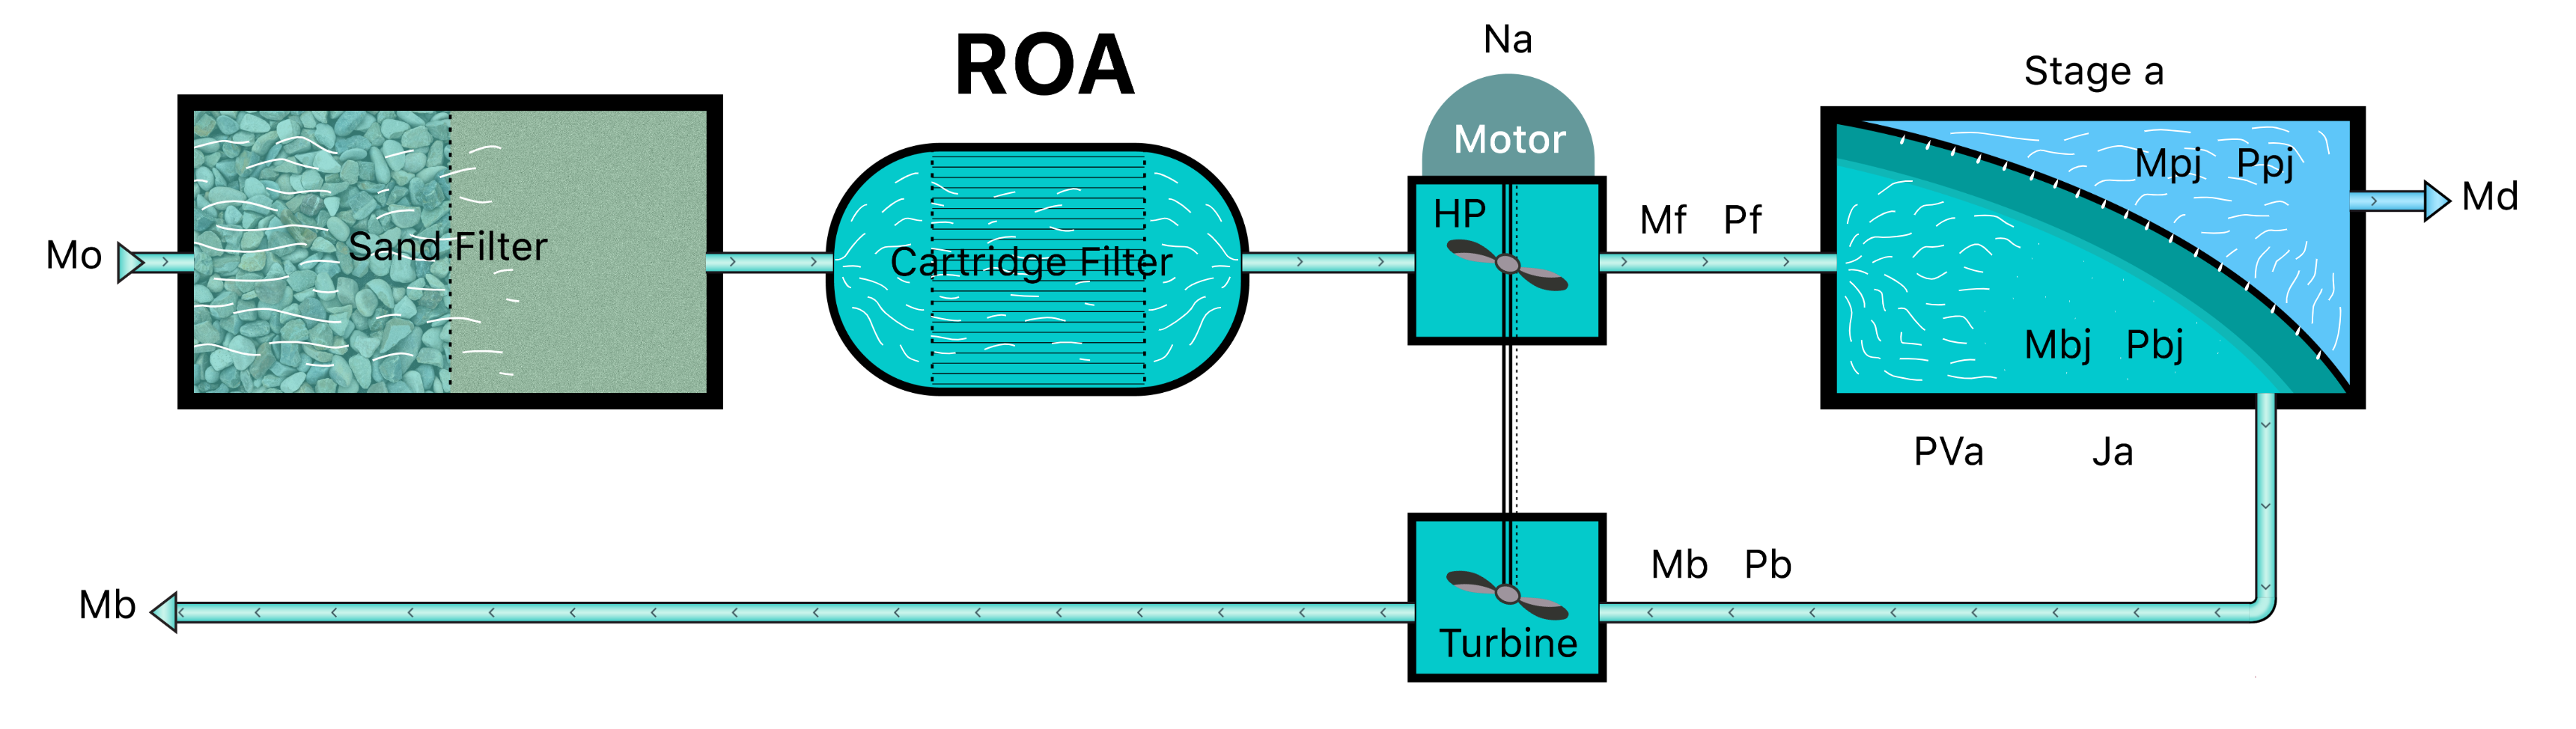 ROA
Na
Stage a
Motor
Mpj Ppj
Md
HP
Mf Pf
Mo
Sand Filter
Cartridge Filter
Mbj Pbj
PVa Ja
Mb Pb
Mb
Turbine